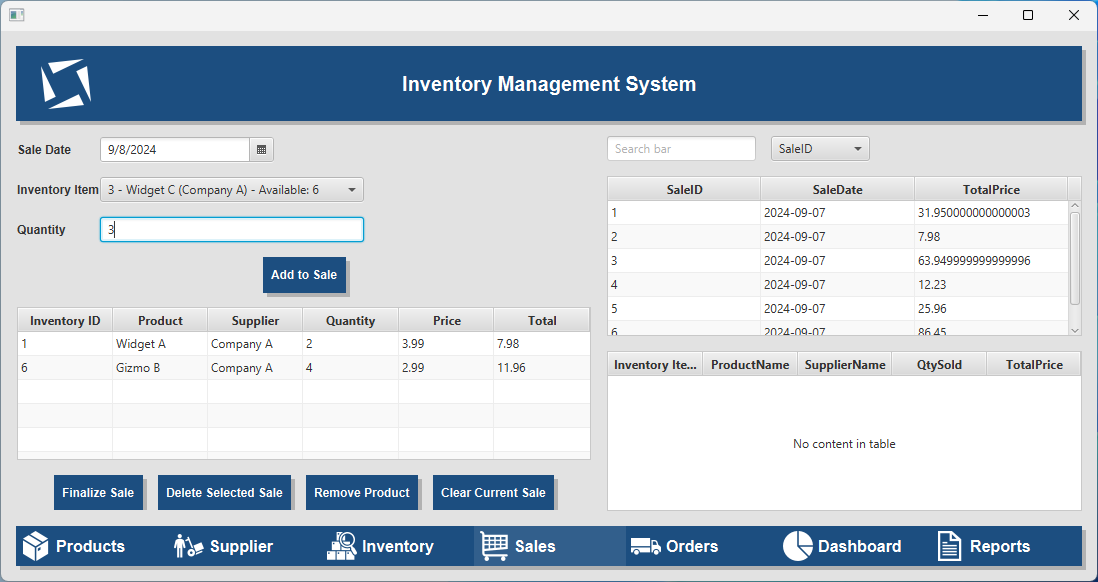 Inventory Management System
Sale Date 9/8/2024
Inventory Item 3 - Widget C (Company A) - Available: 6
Quantity 3
Add to Sale
Inventory ID Product Supplier Quantity Price Total
1 Widget A Company A 2 3.99 7.98
6 Gizmo B Company A 4 2.99 11.96
Finalize Sale Delete Selected Sale Remove Product Clear Current Sale
Search bar SaleID
SaleID SaleDate TotalPrice
1 2024-09-07 31.950000000000003
2 2024-09-07 7.98
3 2024-09-07 63.949999999999996
4 2024-09-07 12.23
5 2024-09-07 25.96
6 2024-09-07 86.45
Inventory Ite... ProductName SupplierName QtySold TotalPrice
No content in table
Products Supplier Inventory Sales Orders Dashboard Reports